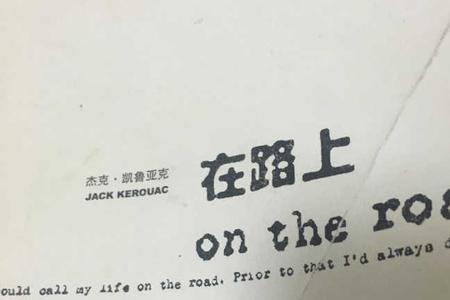 杰克·凯鲁亚克
JACK KEROUAC
在路上
on the
ould call my life on the road. Prior to that I'd always